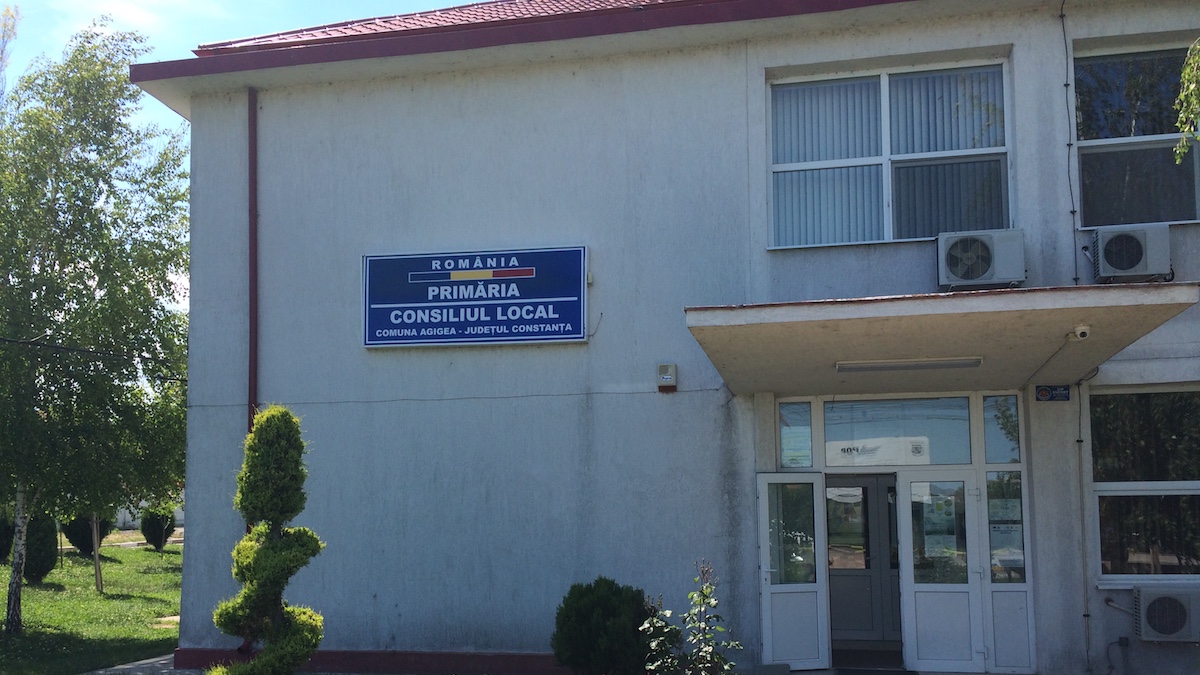 ROMÂNIA
PRIMĂRIA
CONSILIUL LOCAL
COMUNA AGIGEA - JUDEȚUL CONSTANȚA